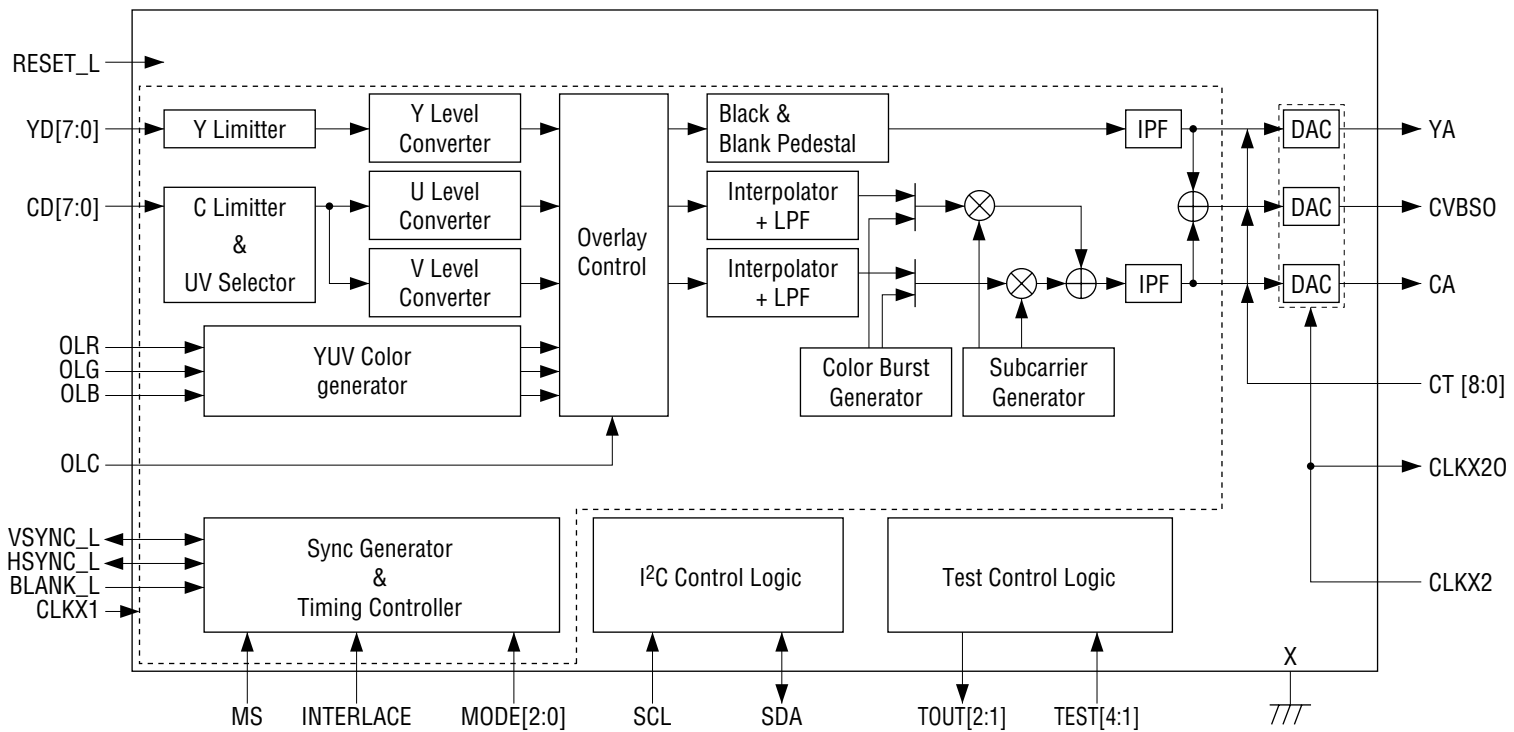 RESET_L
YD[7:0]
Y Limitter
Y Level
Converter
Black &
Blank Pedestal
IPF
DAC
YA
CD[7:0]
C Limitter
&
UV Selector
U Level
Converter
Overlay
Control
Interpolator
+ LPF
DAC
CVBSO
V Level
Converter
Interpolator
+ LPF
IPF
DAC
CA
OLR
OLG
OLB
YUV Color
generator
Color Burst
Generator
Subcarrier
Generator
CT [8:0]
OLC
CLKX2O
VSYNC_L
HSYNC_L
BLANK_L
CLKX1
Sync Generator
&
Timing Controller
I²C Control Logic
Test Control Logic
CLKX2
X
MS
INTERLACE
MODE[2:0]
SCL
SDA
TOUT[2:1]
TEST[4:1]